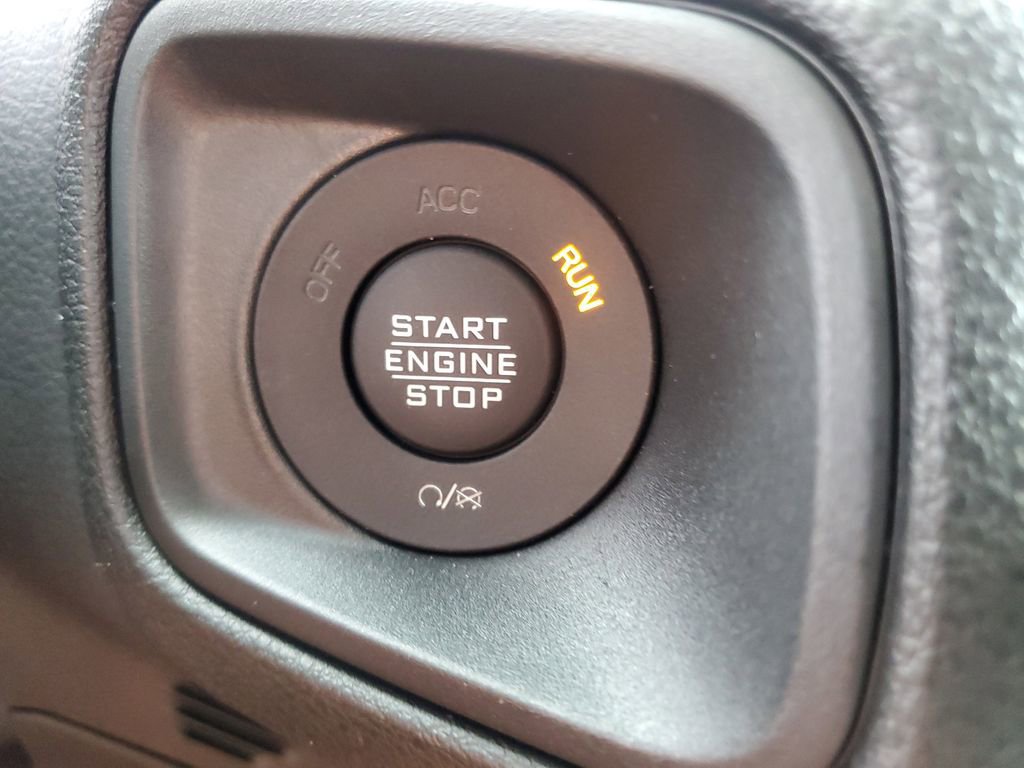 ACC
OFF
RUN
START
ENGINE
STOP